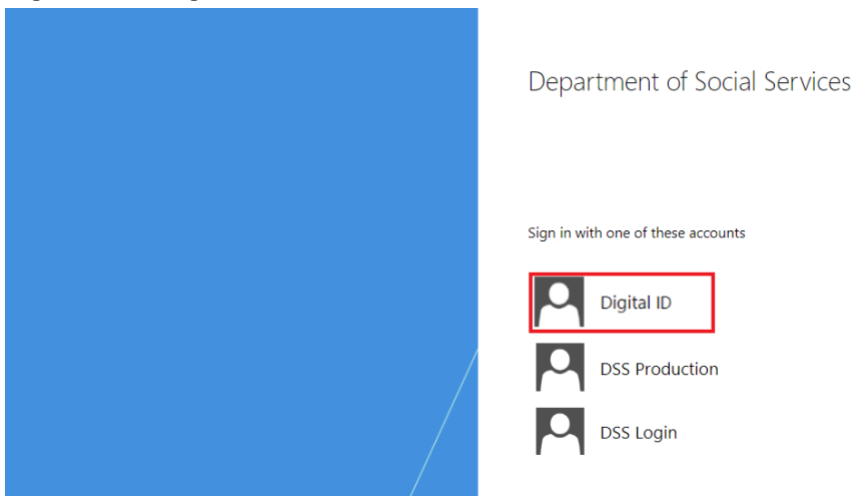 Department of Social Services
Sign in with one of these accounts
Digital ID
DSS Production
DSS Login